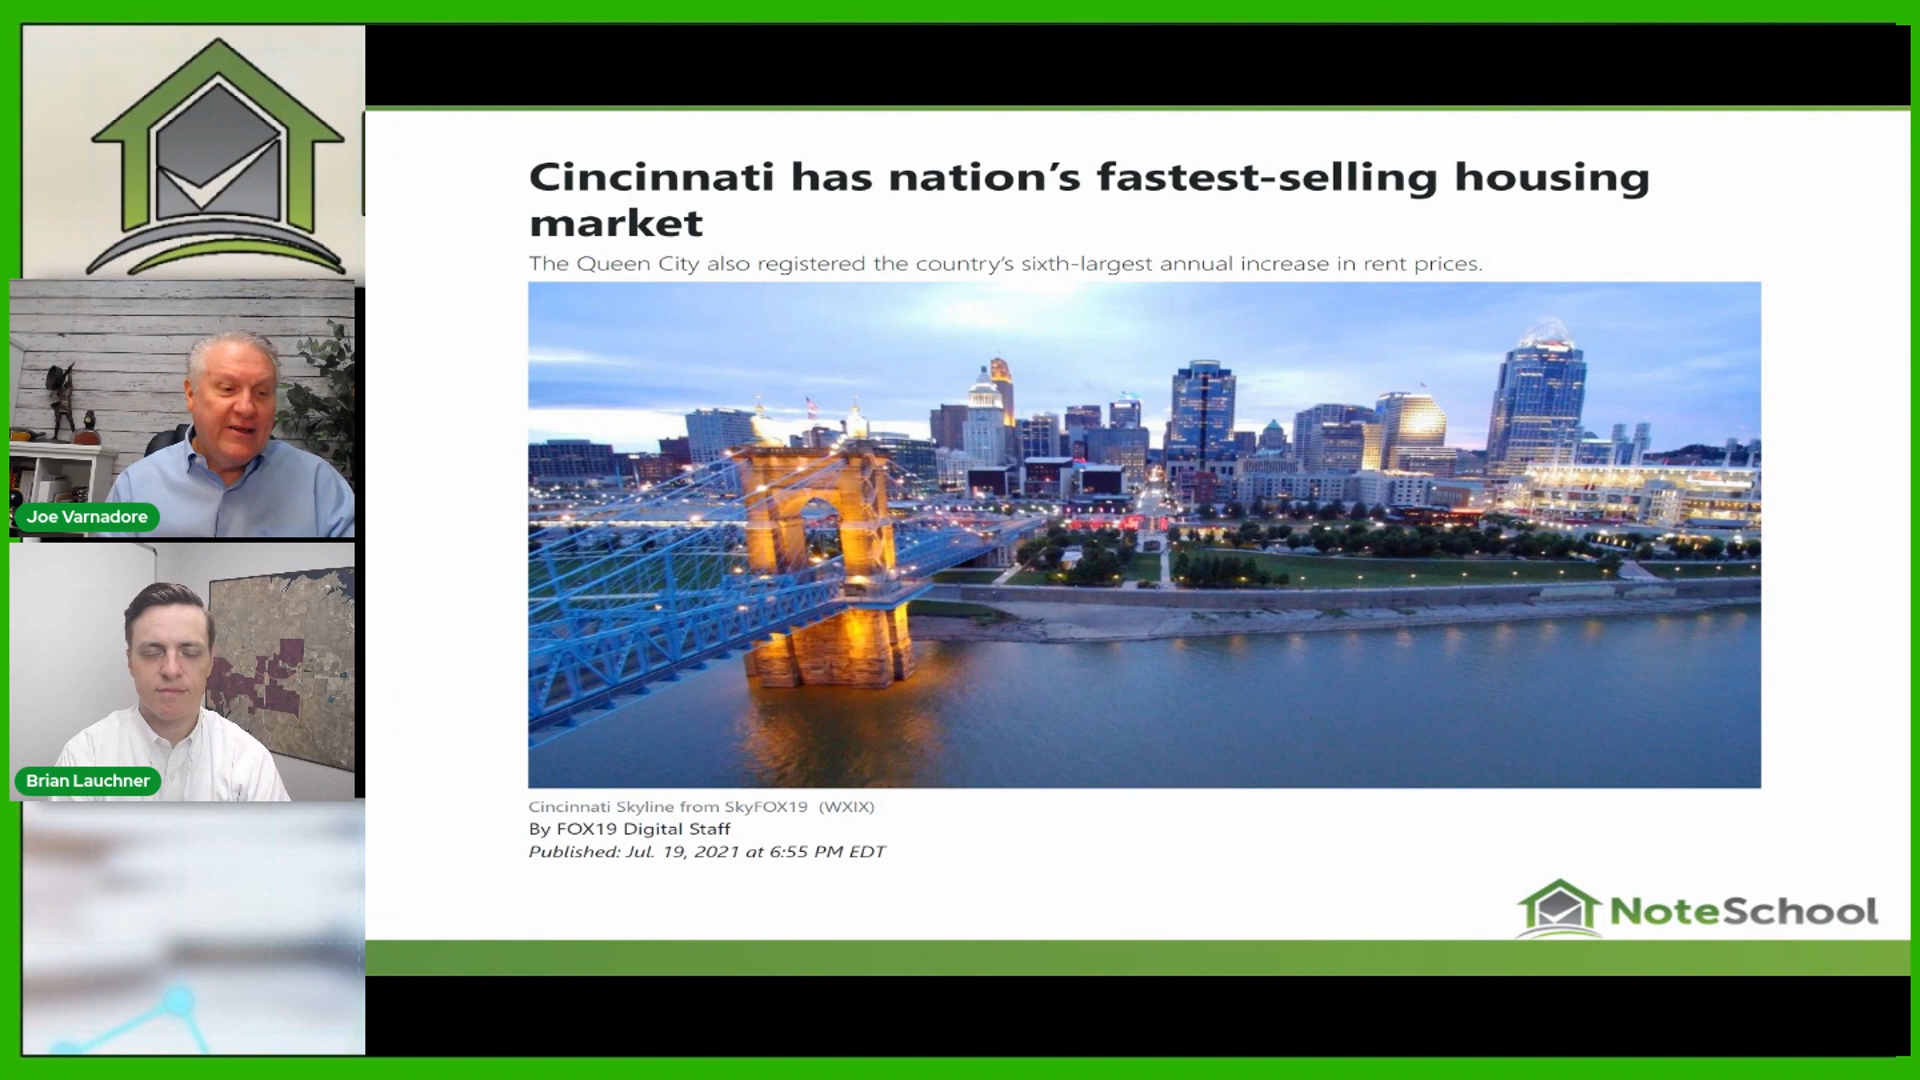 Cincinnati has nation’s fastest-selling housing
market
The Queen City also registered the country’s sixth-largest annual increase in rent prices.
Joe Varnadore
Brian Lauchner
Cincinnati Skyline from SkyFOX19 (WXIX)
By FOX19 Digital Staff
Published: Jul. 19, 2021 at 6:55 PM EDT
NoteSchool